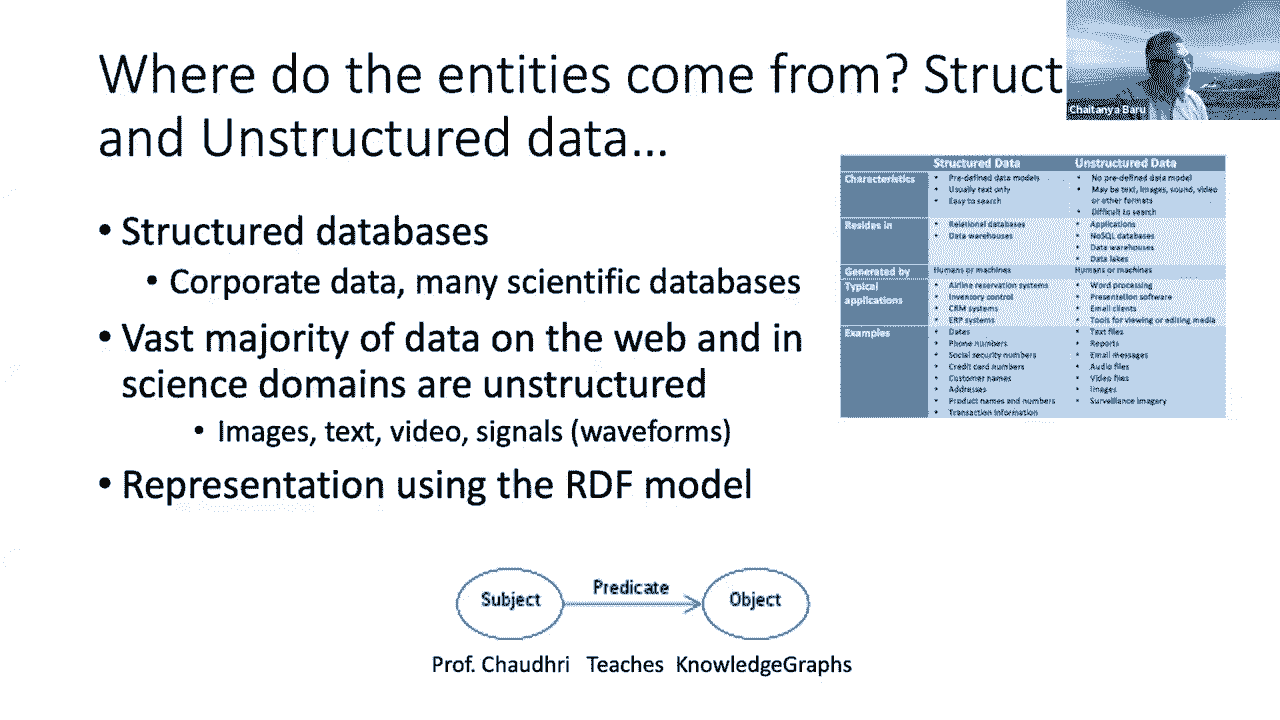 Where do the entities come from? Struct
and Unstructured data...
Chaitanya Baru
• Structured databases
• Corporate data, many scientific databases
• Vast majority of data on the web and in
science domains are unstructured
• Images, text, video, signals (waveforms)
• Representation using the RDF model
Structured Data Unstructured Data
Characteristics
• Pre-defined data models
• Usually text only
• Easy to search
• No pre-defined data model
• May be text, images, sound, video
or other formats
• Difficult to search
Resides in
• Relational databases
• Data warehouses
• Applications
• NoSQL databases
• Data warehouses
• Data lakes
Generated by Humans or machines Humans or machines
Typical
applications
• Airline reservation systems
• Inventory control
• CRM systems
• ERP systems
• Word processing
• Presentation software
• Email clients
• Tools for viewing or editing media
Examples
• Dates
• Phone numbers
• Social security numbers
• Credit card numbers
• Customer names
• Addresses
• Product names and numbers
• Transaction information
• Text files
• Reports
• Email messages
• Audio files
• Video files
• Images
• Surveillance imagery
Subject Predicate Object
Prof. Chaudhri Teaches KnowledgeGraphs